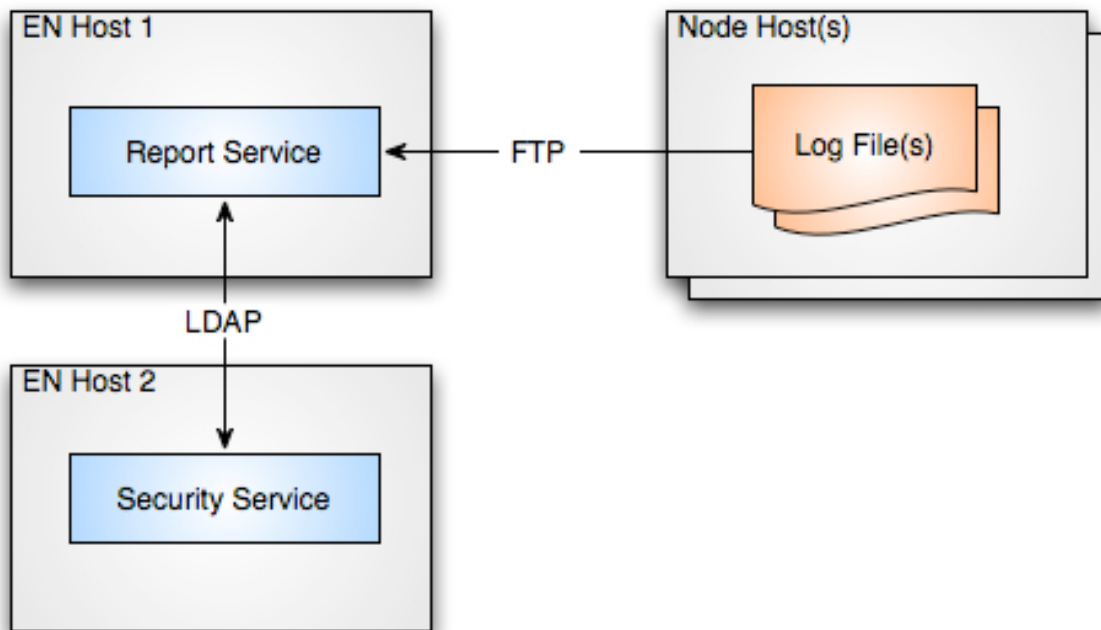 EN Host 1
Node Host(s)
Report Service
FTP
Log File(s)
LDAP
EN Host 2
Security Service